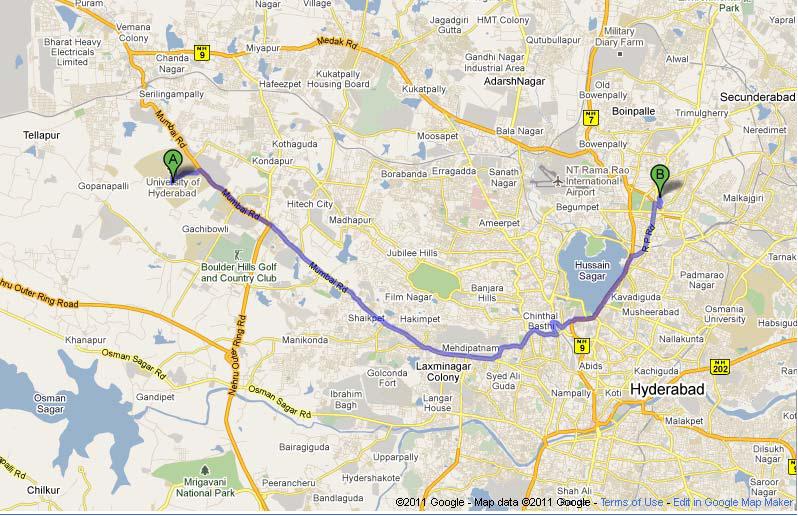 Puram
Vemana
Colony
Bharat Heavy
Electricals
Limited
Chanda
Nagar
NH
9
Miyapur
Medak Rd
Jagadgiri
Gutta
HMT Colony
Qutubullapur
Military
Diary Farm
Express
Park
Alwal
Gandhi Nagar
Industrial Area
AdarshNagar
Serilingampally
Hafeezpet
Kukatpally
Housing Board
Kukatpally
Old
Bowenpally
Boinpalle
Trimulgherry
Secunderabad
Neredimet
Tellapur
Mumbai Rd
Kothaguda
Moosapet
Bala Nagar
NH
7
Bowenpally
A
Kondapur
Gopanapalli
University of
Hyderabad
Borabanda
Erragadda
Sanath
Nagar
NT Rama Rao
International
Airport
Begumpet
B
Malkajgiri
Mumbai Rd
Hitech City
Madhapur
Ameerpet
R P Rd
Gachibowli
Boulder Hills Golf
and Country Club
Jubilee Hills
Hussain
Sagar
Padmarao
Nagar
Tarnaka
Mumbai Rd
Film Nagar
Banjara
Hills
Kavadiguda
Musheerabad
Osmania
University
Habsiguda
Nehru Outer Ring Road
Shaikpet
Hakimpet
Chinthal
Basthi
Khanapur
Nehru Outer Ring Rd
Manikonda
Mehdipatnam
NH
9
Nallakunta
Osman Sagar Rd
Golconda
Fort
Laxminagar
Colony
Syed Ali
Guda
Abids
Kachiguda
NH
202
Ramanthapur
Osman
Sagar
Gandipet
Osman Sagar Rd
Ibrahim
Bagh
Langar
House
Nampally
Koti
Hyderabad
Amberpet
Bairagiguda
Upparpally
Dilsukh
Nagar
Chilkur
Mrigavani
National Park
Peerancheru
Hydershakote
Bandlaguda
Shah Ali
Saroor
Nagar
©2011 Google - Map data ©2011 Google - Terms of Use - Edit in Google Map Maker